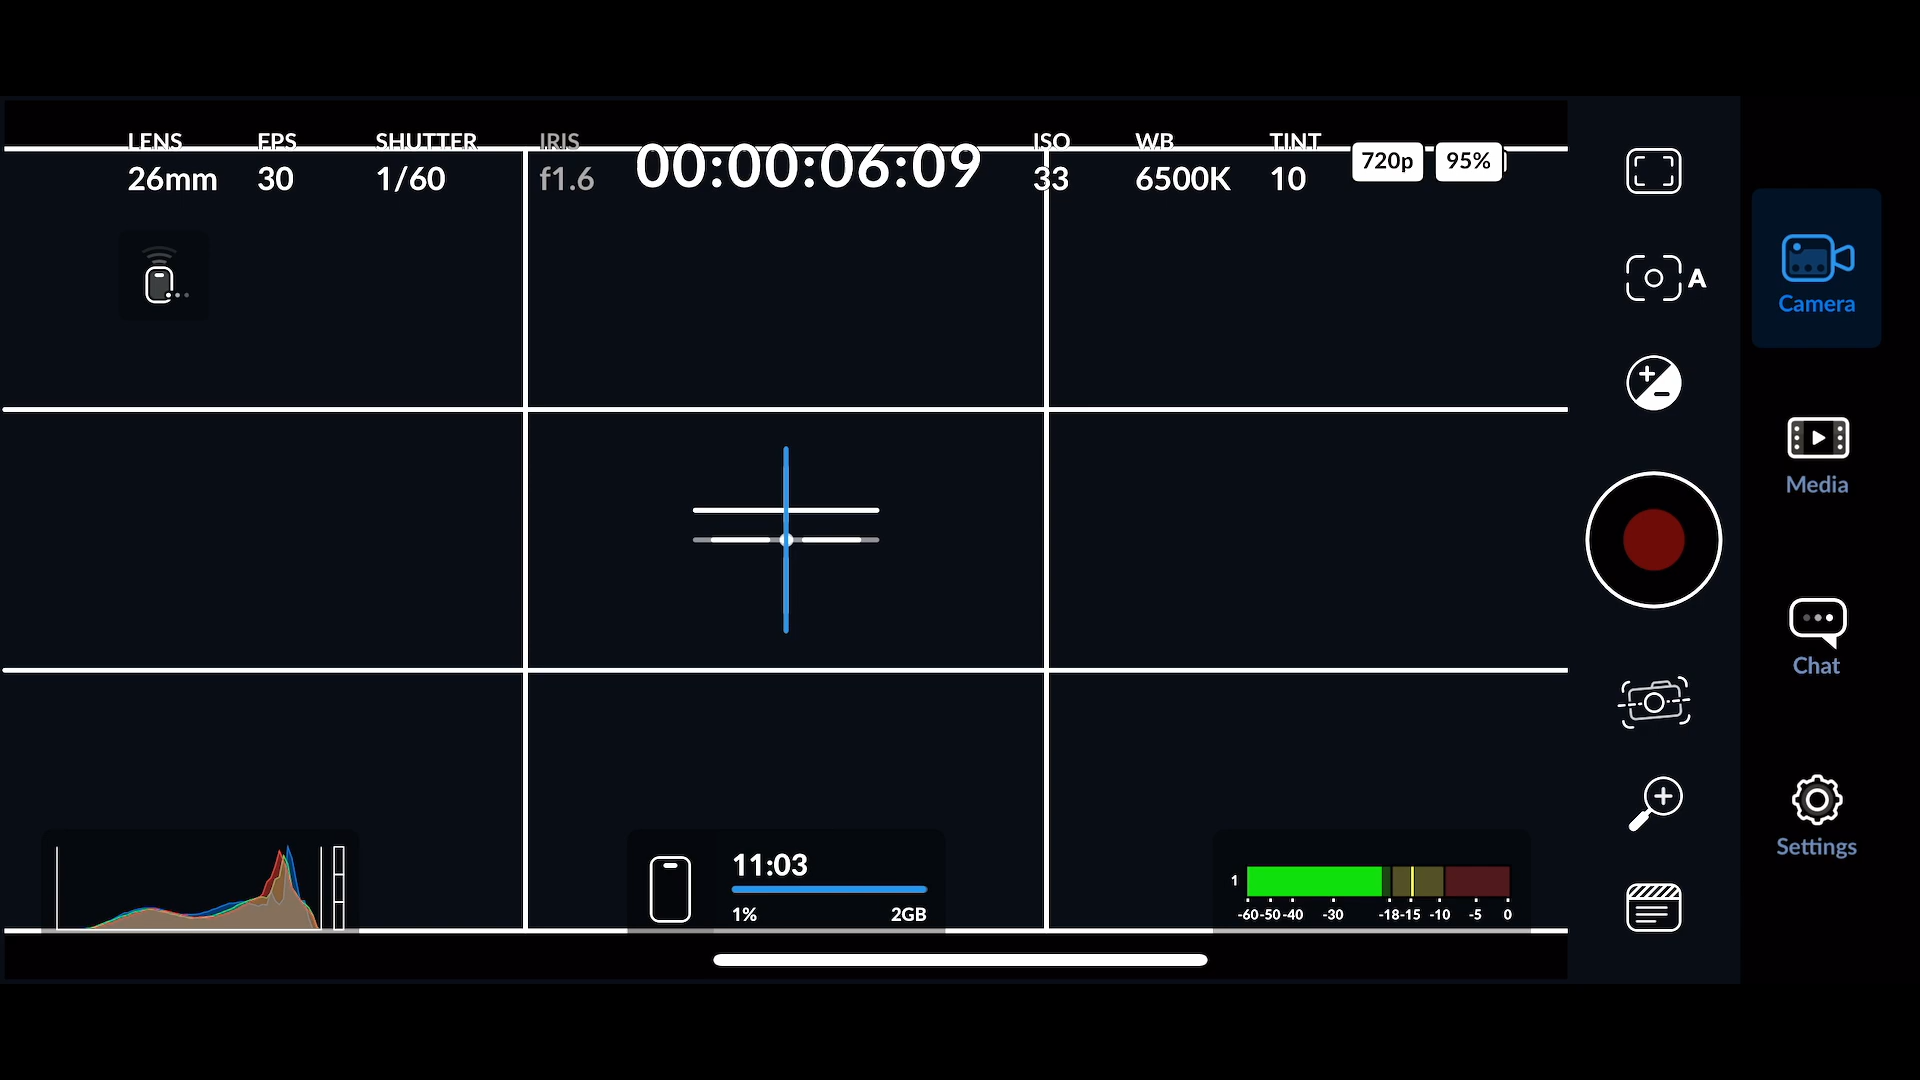 LENS EPS SHUTTER IRIS ISO WB TINT
26mm 30 1/60 f1.6 00:00:06:09 33 6500K 10 720p 95%
A
Camera
Media
Chat
Settings
11:03
1% 2GB
1
-60 -50 -40 -30 -18 -15 -10 -5 0